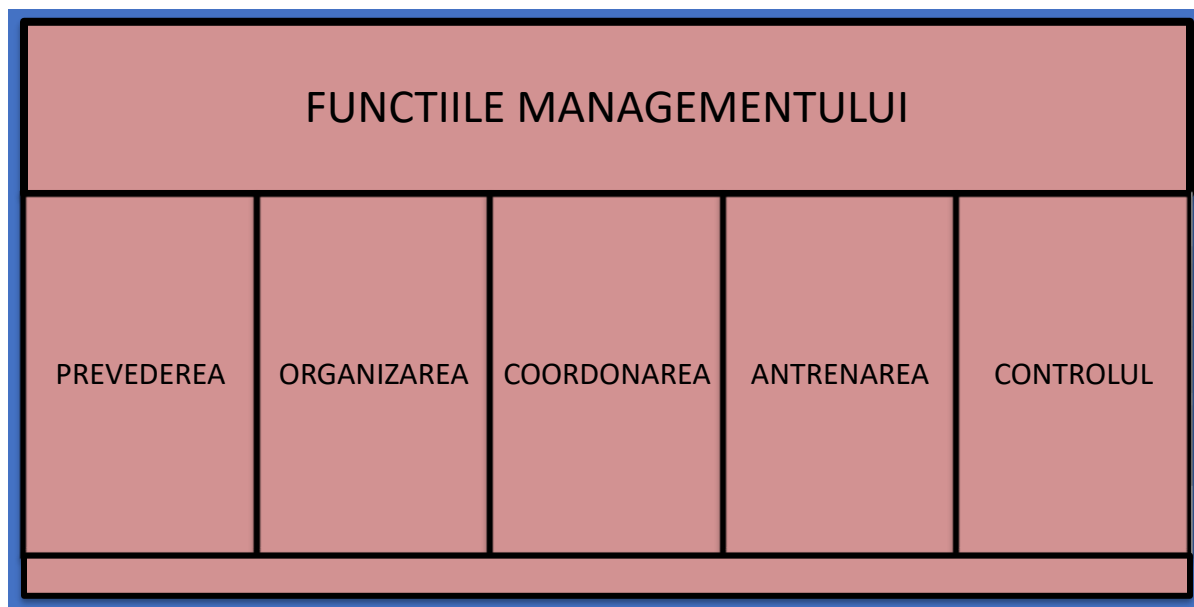 FUNCTIILE MANAGEMENTULUI
PREVEDEREA
ORGANIZAREA
COORDONAREA
ANTRENAREA
CONTROLUL